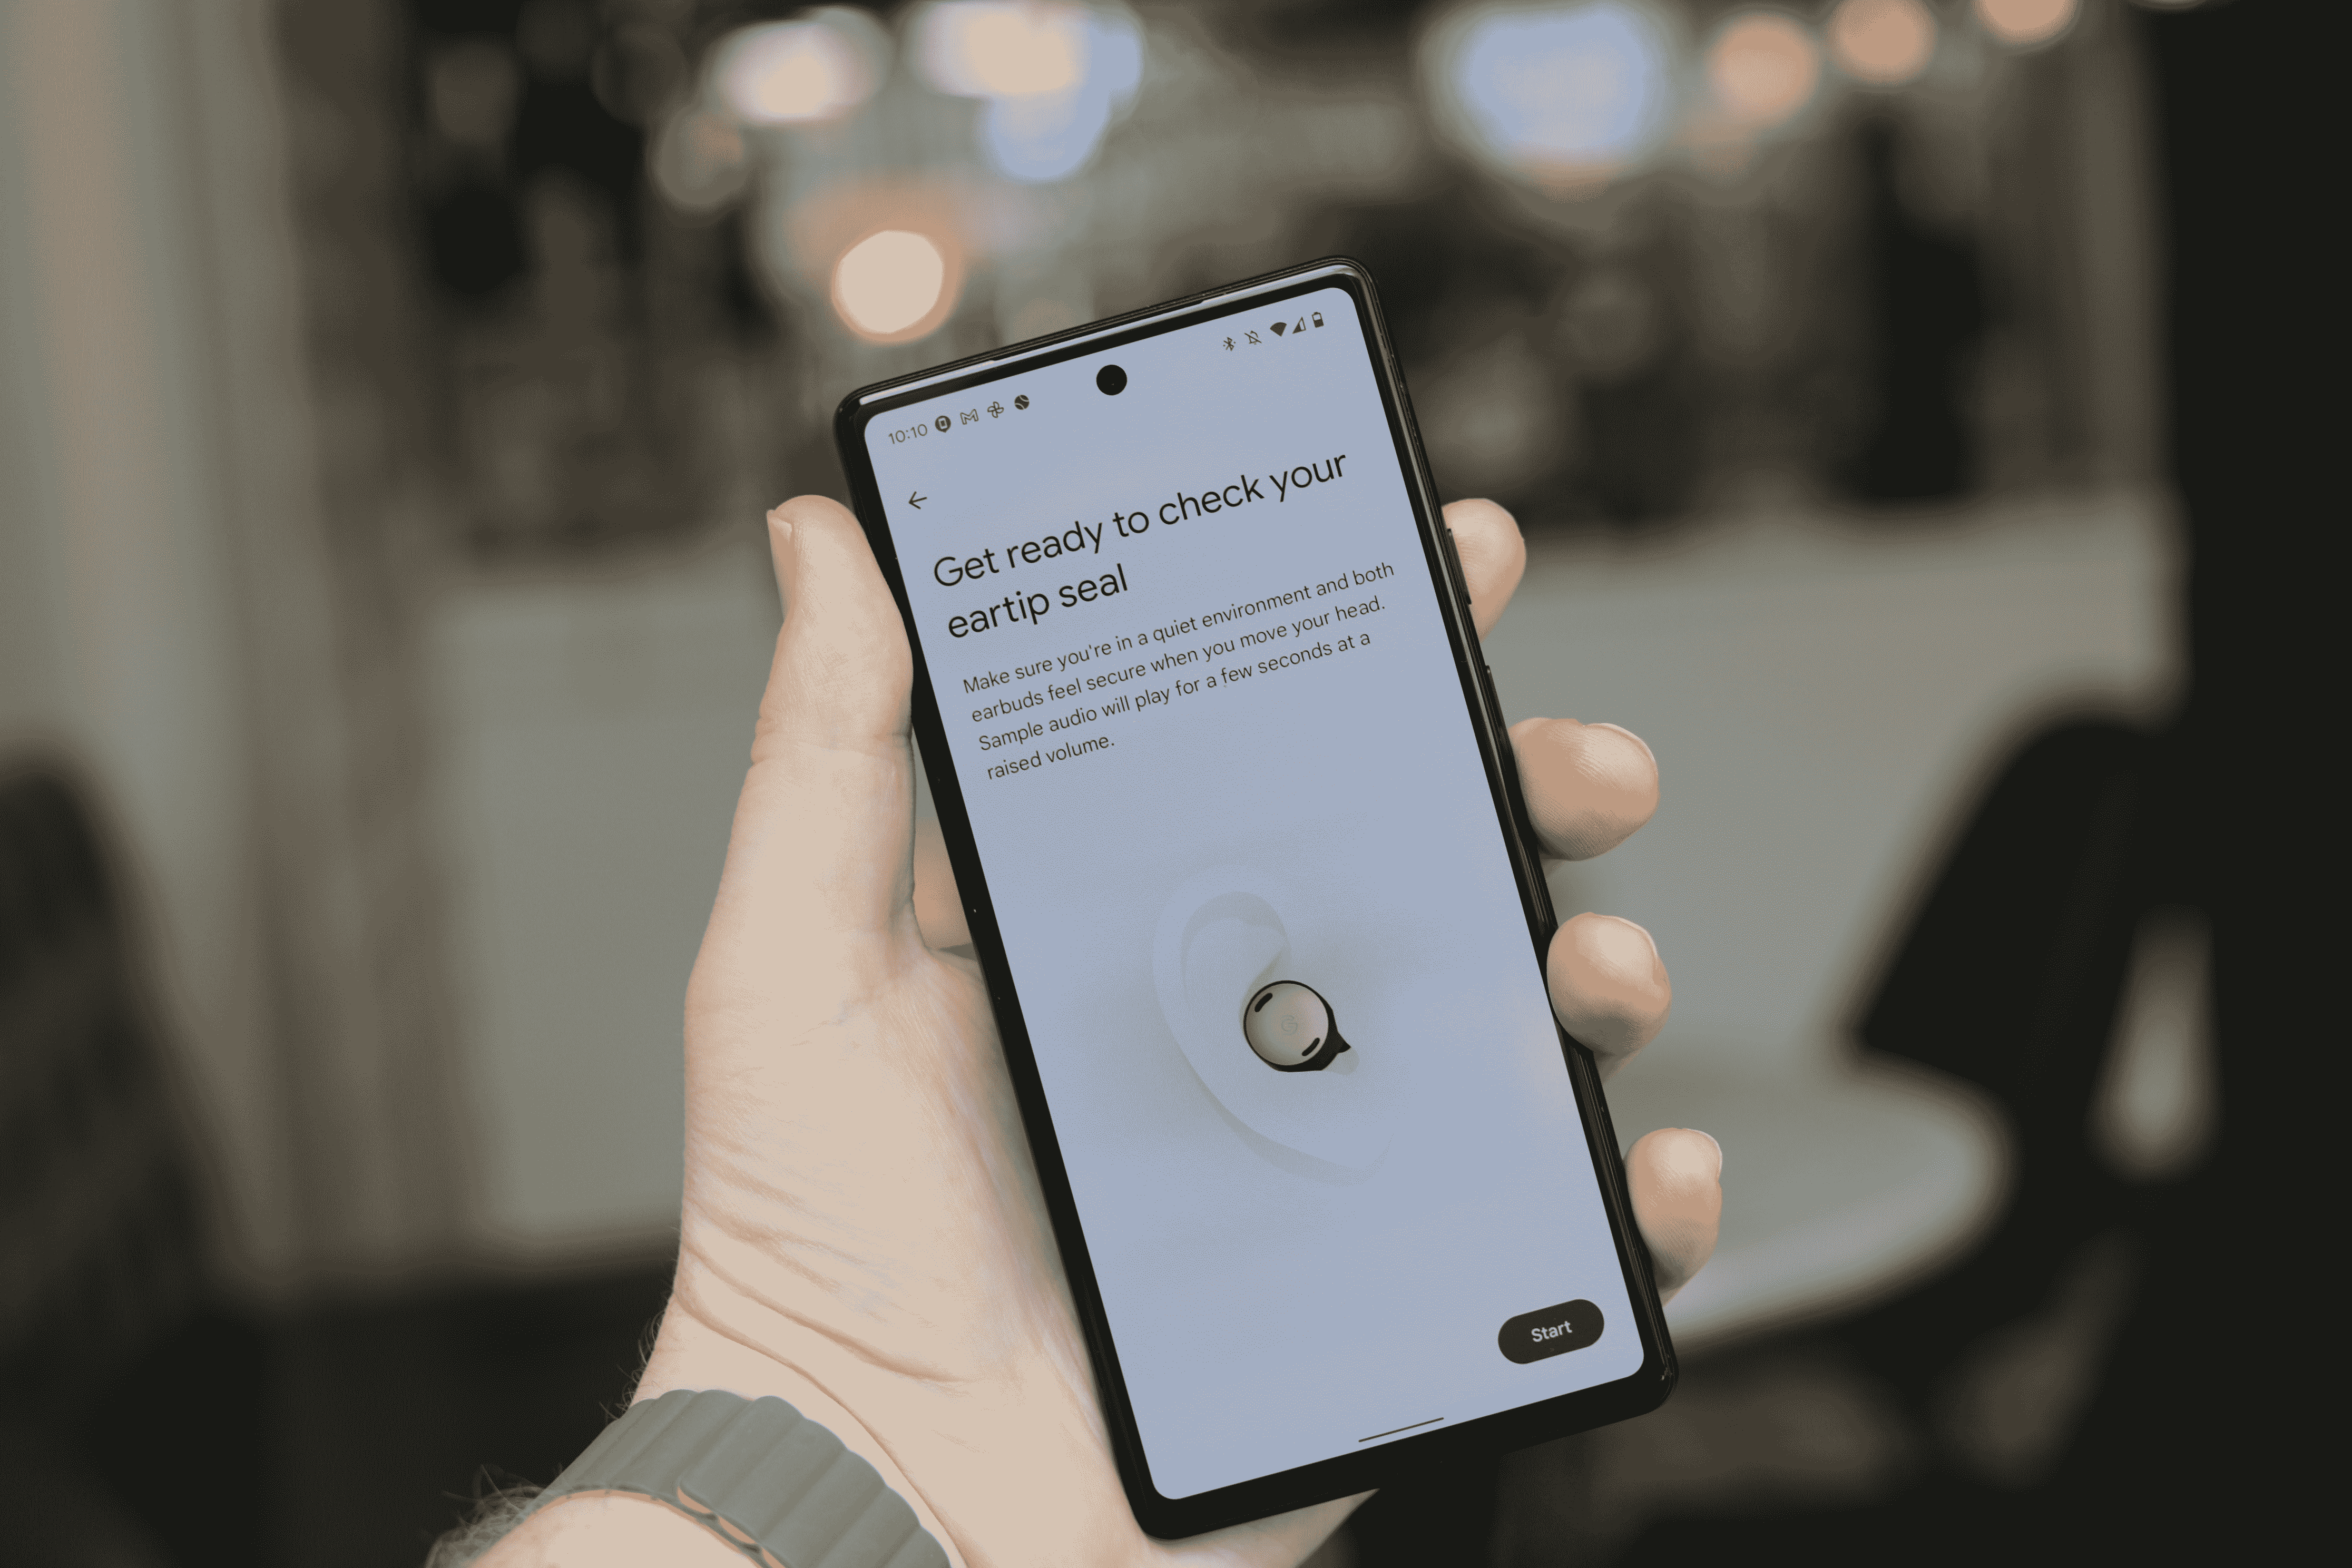 10:10
Get ready to check your
eartip seal
Make sure you're in a quiet environment and both
earbuds feel secure when you move your head.
Sample audio will play for a few seconds at a
raised volume.
G
Start